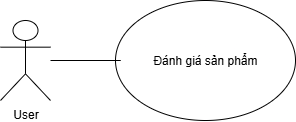 Đánh giá sản phẩm
User